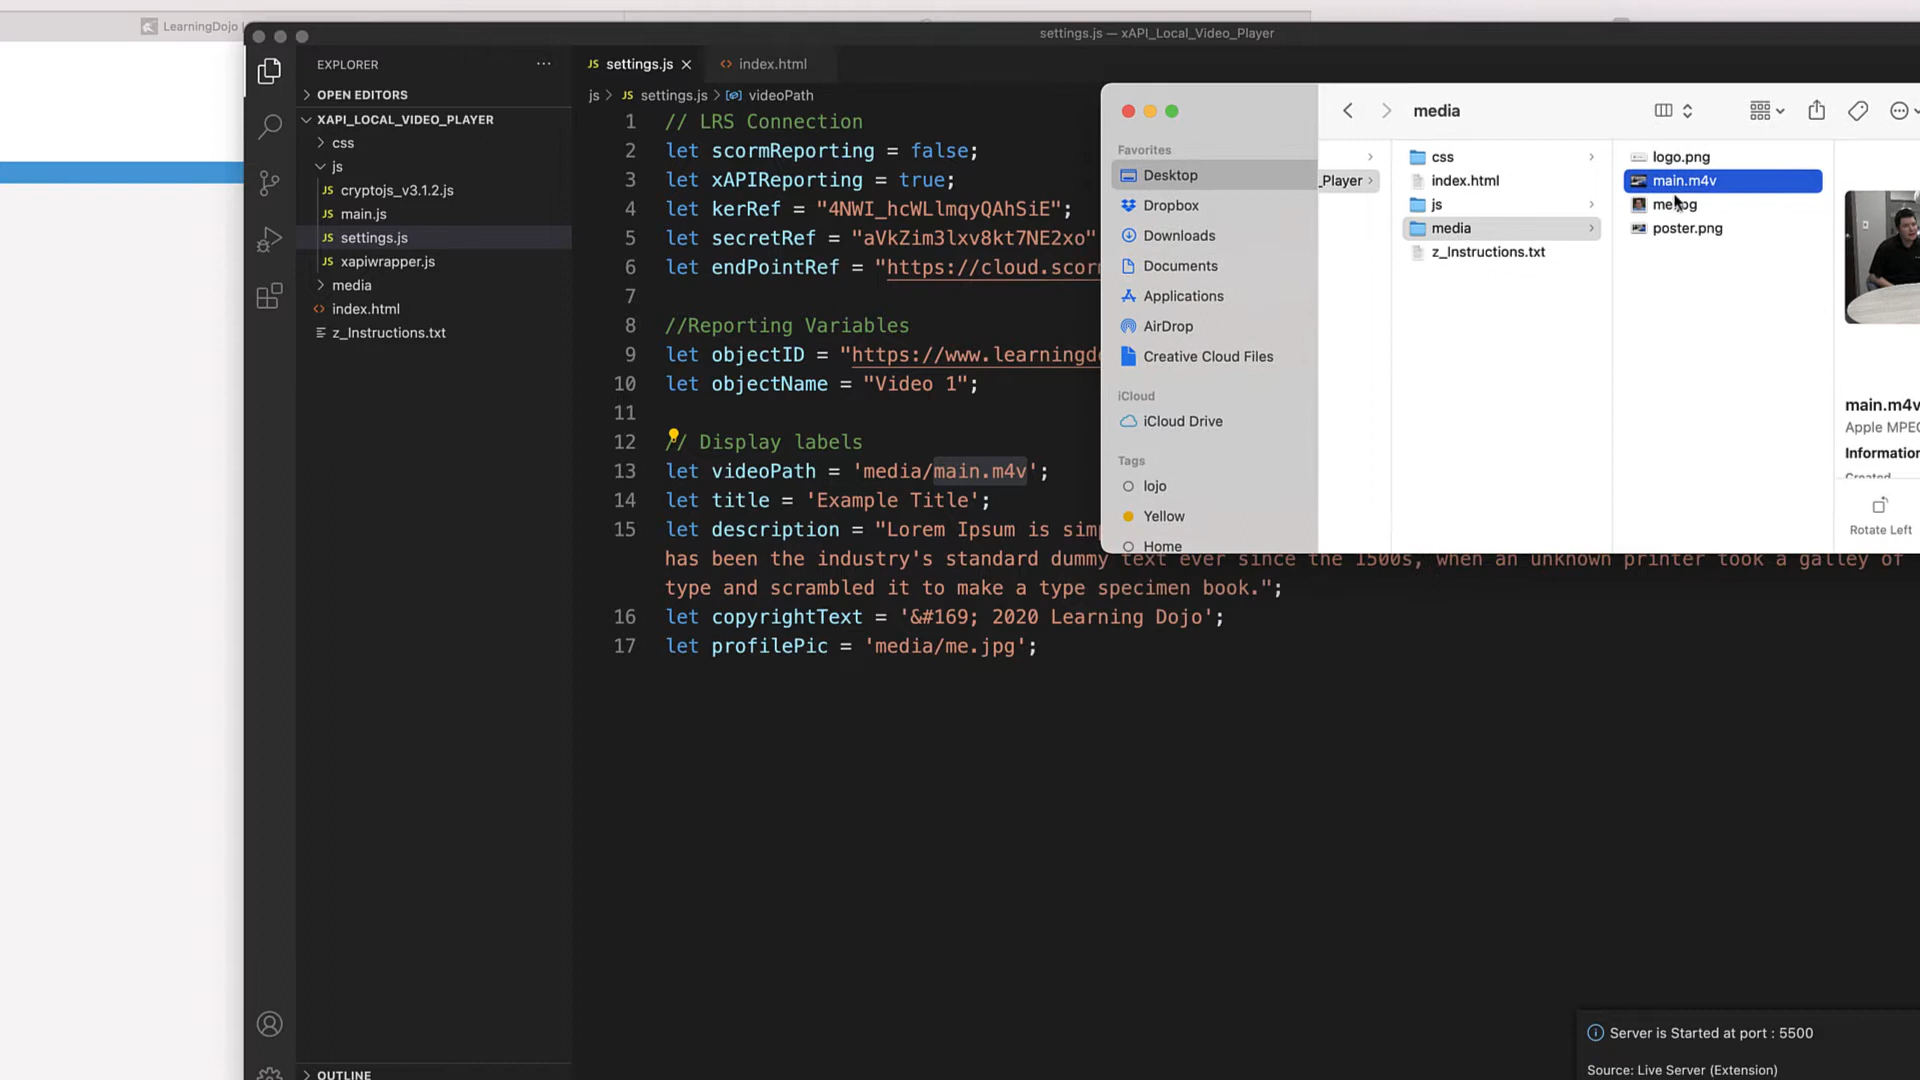 LearningDojo
settings.js — xAPI_Local_Video_Player
EXPLORER
OPEN EDITORS
XAPI_LOCAL_VIDEO_PLAYER
css
js
JS cryptojs_v3.1.2.js
JS main.js
JS settings.js
JS xapiwrapper.js
media
<> index.html
z_Instructions.txt
OUTLINE
JS settings.js
<> index.html
js > JS settings.js > videoPath
1 // LRS Connection
2 let scormReporting = false;
3 let xAPIReporting = true;
4 let kerRef = "4NWI_hcWLlmqyQAhSiE";
5 let secretRef = "aVkZim3lxv8kt7NE2xo"
6 let endPointRef = "https://cloud.scor
7
8 //Reporting Variables
9 let objectID = "https://www.learningd
10 let objectName = "Video 1";
11
12 // Display labels
13 let videoPath = 'media/main.m4v';
14 let title = 'Example Title';
15 let description = "Lorem Ipsum is sim
has been the industry's standard dummy text ever since the 1500s, when an unknown printer took a galley of
type and scrambled it to make a type specimen book.";
16 let copyrightText = '&#169; 2020 Learning Dojo';
17 let profilePic = 'media/me.jpg';
media
Favorites
Desktop
Dropbox
Downloads
Documents
Applications
AirDrop
Creative Cloud Files
iCloud
iCloud Drive
Tags
lojo
Yellow
Home
_Player
css
index.html
js
media
z_Instructions.txt
logo.png
main.m4v
poster.png
main.m4v
Apple MPE
Informatio
Rotate Left
Server is Started at port : 5500
Source: Live Server (Extension)